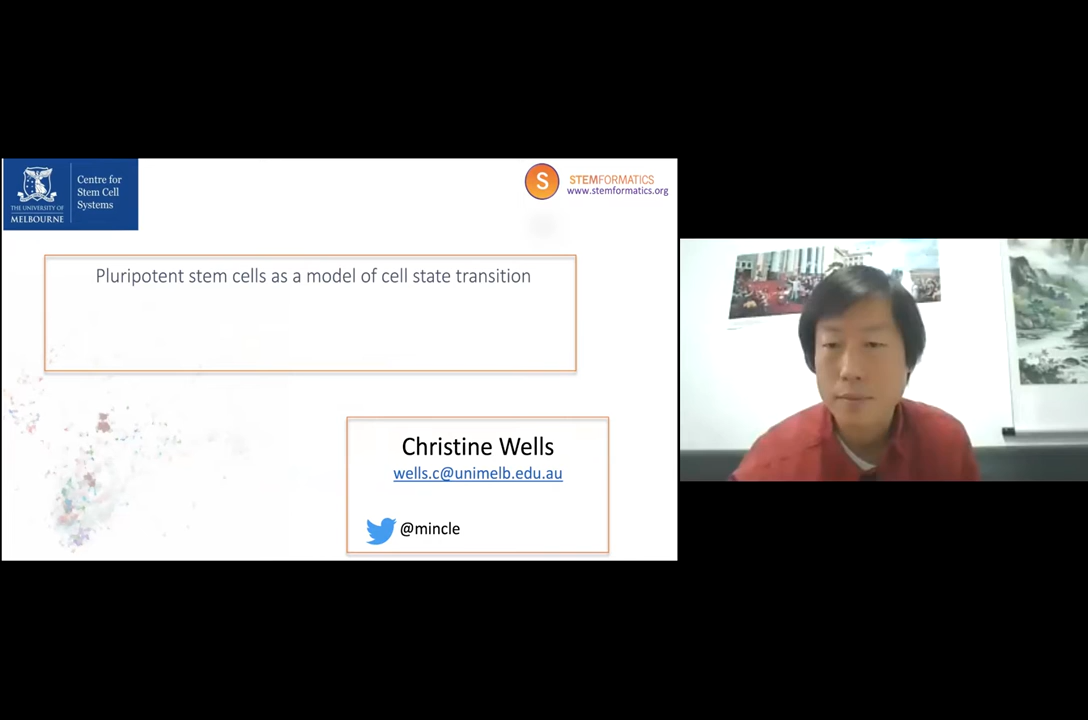 THE UNIVERSITY OF
MELBOURNE
Centre for
Stem Cell
Systems
S
STEMFORMATICS
www.stemformatics.org
Pluripotent stem cells as a model of cell state transition
Christine Wells
wells.c@unimelb.edu.au
@mincle